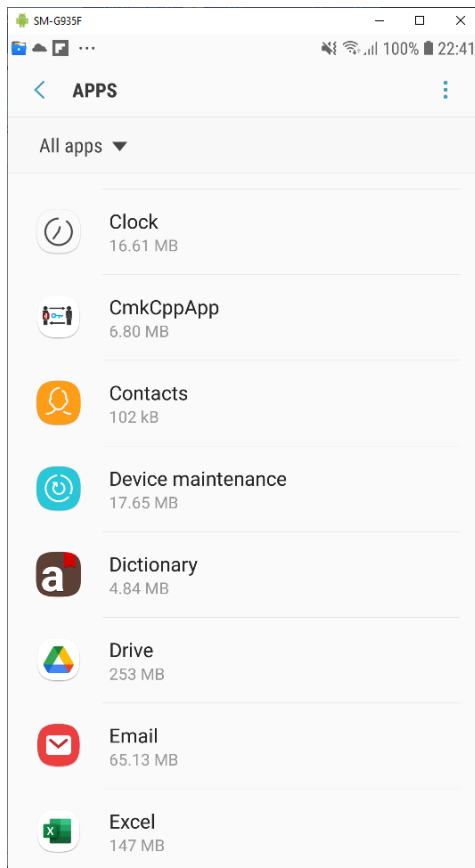 SM-G935F
100% 22:41
APPS
All apps
Clock
16.61 MB
CmkCppApp
6.80 MB
Contacts
102 kB
Device maintenance
17.65 MB
a
Dictionary
4.84 MB
Drive
253 MB
Email
65.13 MB
X
Excel
147 MB